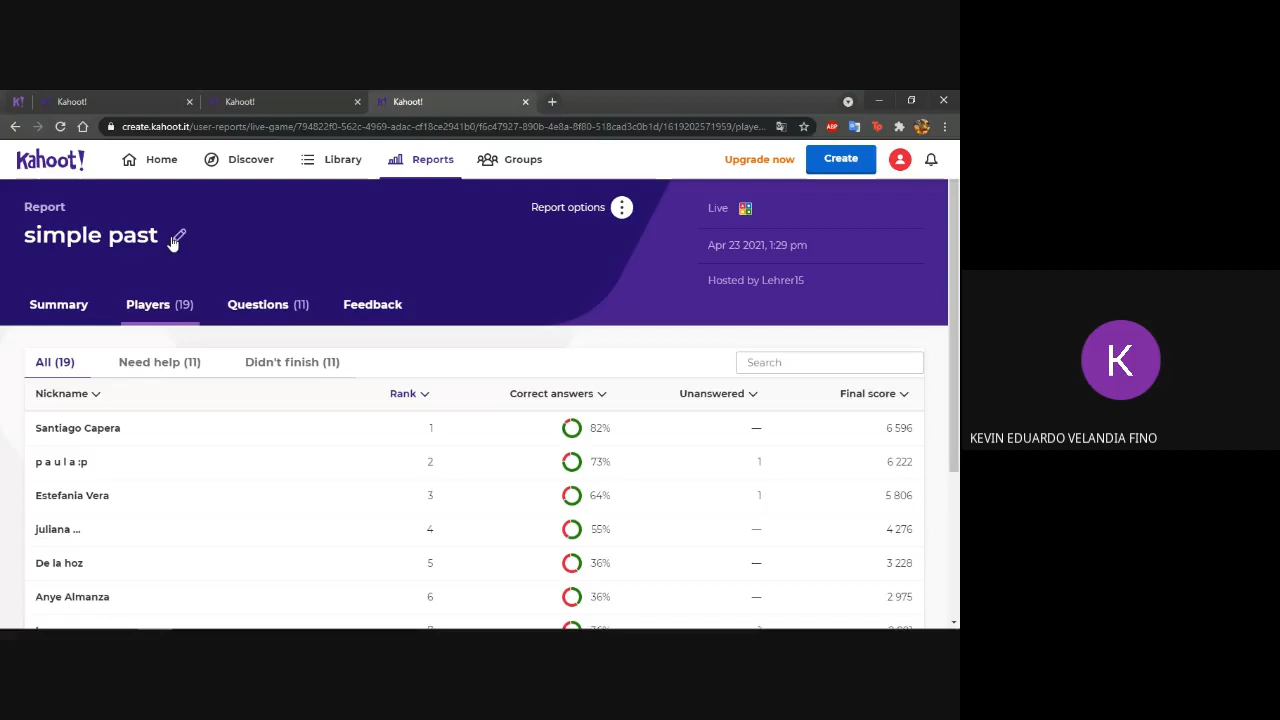 K! Kahoot! Kahoot! Kahoot!
create.kahoot.it/user-reports/live-game/794822f0-562c-4969-adac-cf18ce2941b0/f6c47927-890b-4e8a-8f80-518cad3c0b1d/1619202571959/playe... ABP
Kahoot! Home Discover Library Reports Groups Upgrade now Create
Report Report options Live
simple past Apr 23 2021, 1:29 pm
Hosted by Lehrer15
Summary Players (19) Questions (11) Feedback
All (19) Need help (11) Didn't finish (11) Search
Nickname Rank Correct answers Unanswered Final score
Santiago Capera 1 82% — 6 596
p a u l a :p 2 73% 1 6 222
Estefania Vera 3 64% 1 5 806
juliana ... 4 55% — 4 276
De la hoz 5 36% — 3 228
Anye Almanza 6 36% — 2 975
K
KEVIN EDUARDO VELANDIA FINO